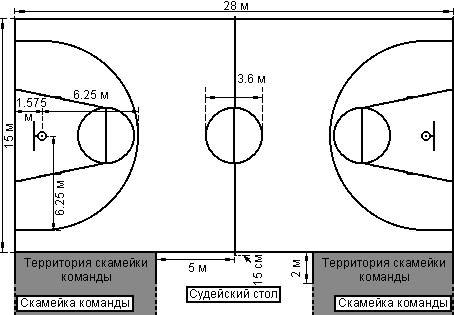 28 м
1.575
м
6.25 м
3.6 м
15 м
6.25 м
Территория скамейки
команды
5 м
15 см
2 м
Территория скамейки
команды
Скамейка команды
Судейский стол
Скамейка команды